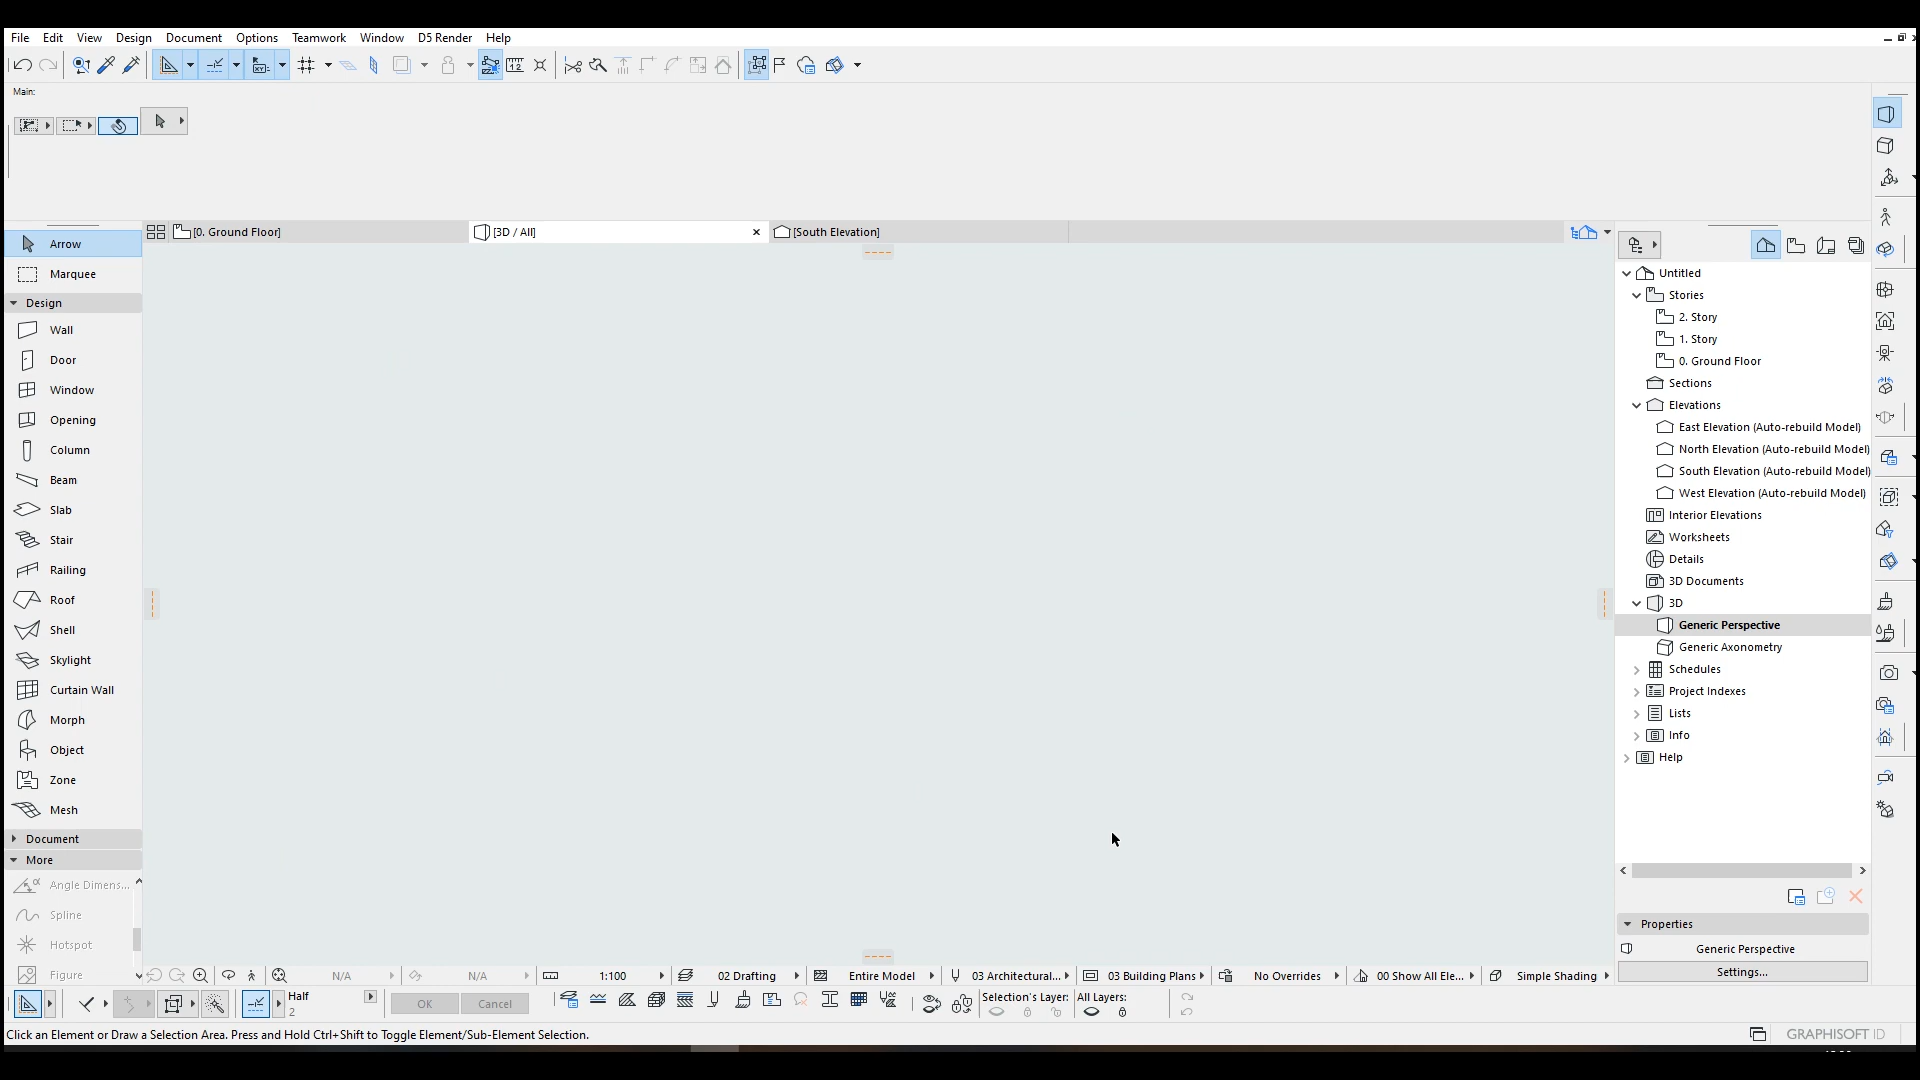 File Edit View Design Document Options Teamwork Window D5 Render Help
Main:
[0. Ground Floor] [3D / All] [South Elevation]
Arrow
Marquee
Design
Wall
Door
Window
Opening
Column
Beam
Slab
Stair
Railing
Roof
Shell
Skylight
Curtain Wall
Morph
Object
Zone
Mesh
Document
More
Angle Dimens...
Spline
Hotspot
Figure
Untitled
Stories
2. Story
1. Story
0. Ground Floor
Sections
Elevations
East Elevation (Auto-rebuild Model)
North Elevation (Auto-rebuild Model)
South Elevation (Auto-rebuild Model)
West Elevation (Auto-rebuild Model)
Interior Elevations
Worksheets
Details
3D Documents
3D
Generic Perspective
Generic Axonometry
Schedules
Project Indexes
Lists
Info
Help
Properties
Generic Perspective
Settings...
N/A N/A 1:100 02 Drafting Entire Model 03 Architectural... 03 Building Plans No Overrides 00 Show All Ele... Simple Shading
Half
2
OK Cancel
Selection's Layer: All Layers:
Click an Element or Draw a Selection Area. Press and Hold Ctrl+Shift to Toggle Element/Sub-Element Selection.
GRAPHISOFT ID